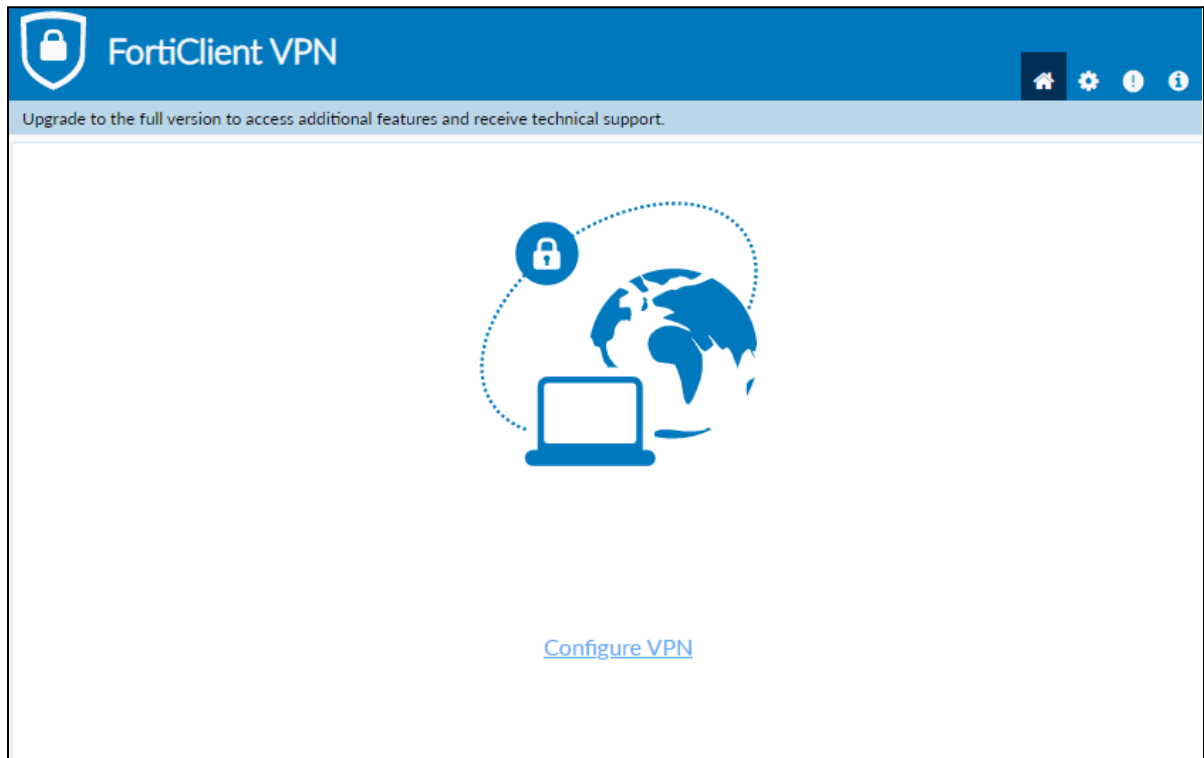 FortiClient VPN
Upgrade to the full version to access additional features and receive technical support.
Configure VPN